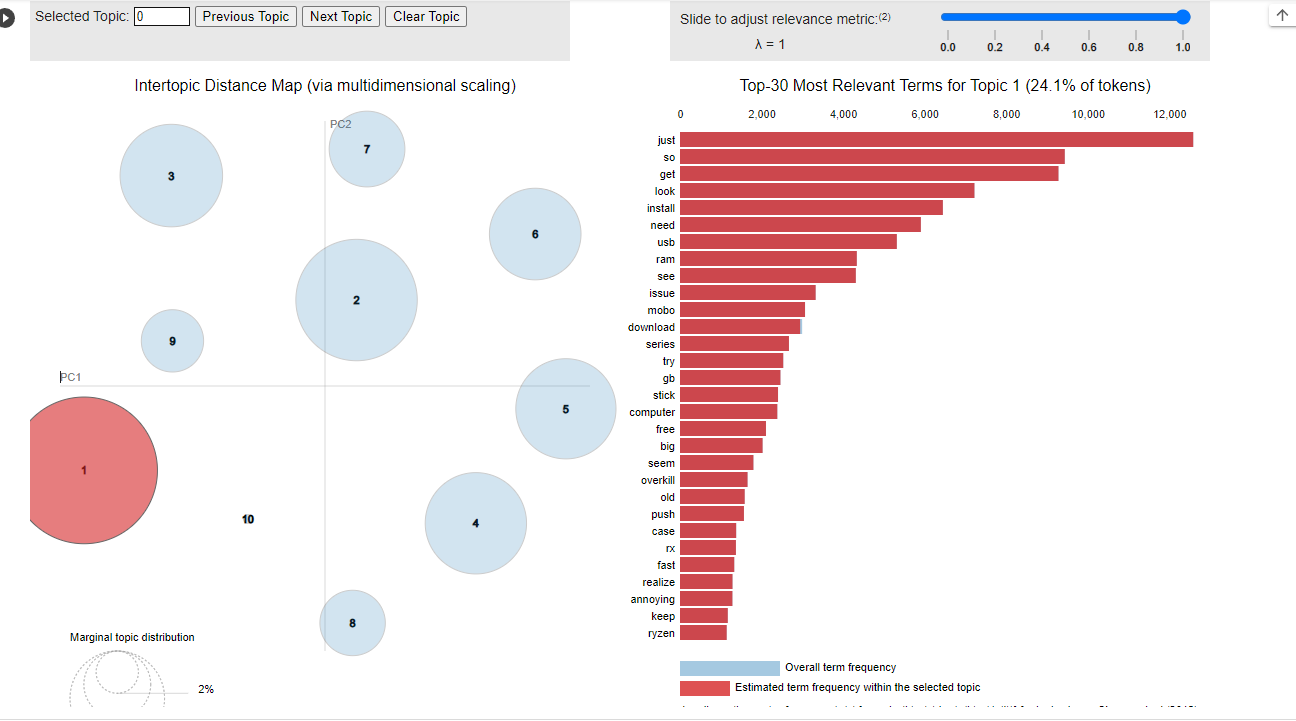 Selected Topic: 0 Previous Topic Next Topic Clear Topic
Slide to adjust relevance metric:(2)
λ = 1
0.0 0.2 0.4 0.6 0.8 1.0
Intertopic Distance Map (via multidimensional scaling)
PC2
7
3
6
2
9
PC1
5
1
10
4
8
Marginal topic distribution
2%
Top-30 Most Relevant Terms for Topic 1 (24.1% of tokens)
0 2,000 4,000 6,000 8,000 10,000 12,000
just
so
get
look
install
need
usb
ram
see
issue
mobo
download
series
try
gb
stick
computer
free
big
seem
overkill
old
push
case
rx
fast
realize
annoying
keep
ryzen
Overall term frequency
Estimated term frequency within the selected topic